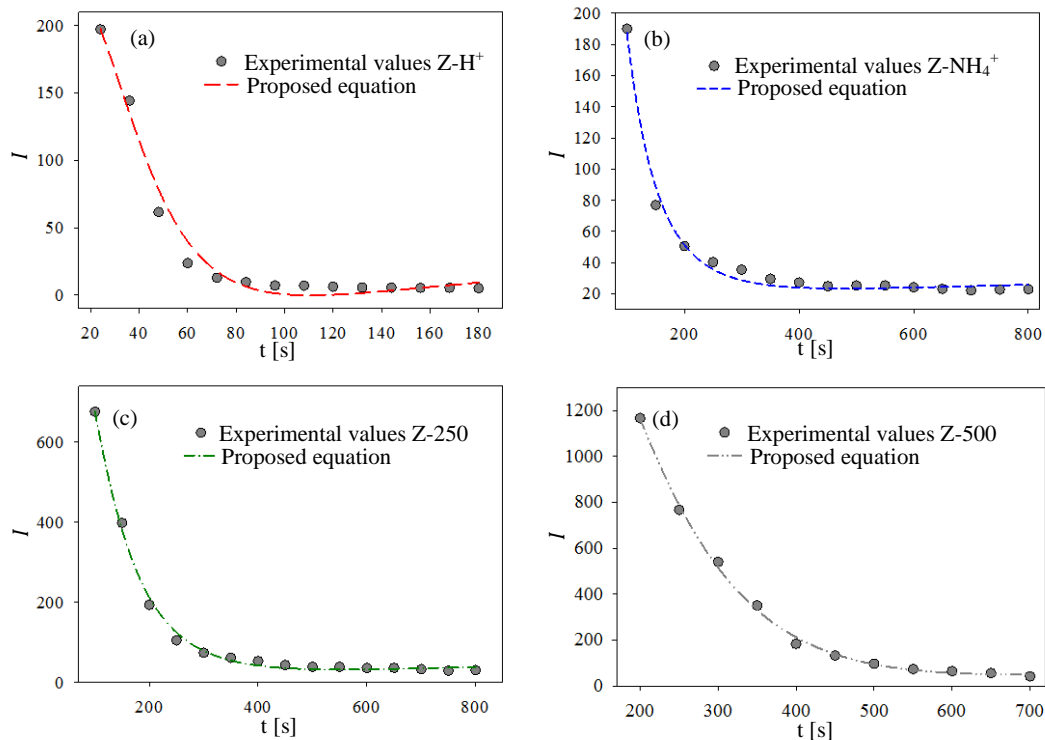 (a)
Experimental values Z-H⁺
Proposed equation
I
200
150
100
50
0
20 40 60 80 100 120 140 160 180
t [s]
(b)
Experimental values Z-NH₄⁺
Proposed equation
I
200
180
160
140
120
100
80
60
40
20
200 400 600 800
t [s]
(c)
Experimental values Z-250
Proposed equation
I
600
400
200
0
200 400 600 800
t [s]
(d)
Experimental values Z-500
Proposed equation
I
1200
1000
800
600
400
200
0
200 300 400 500 600 700
t [s]